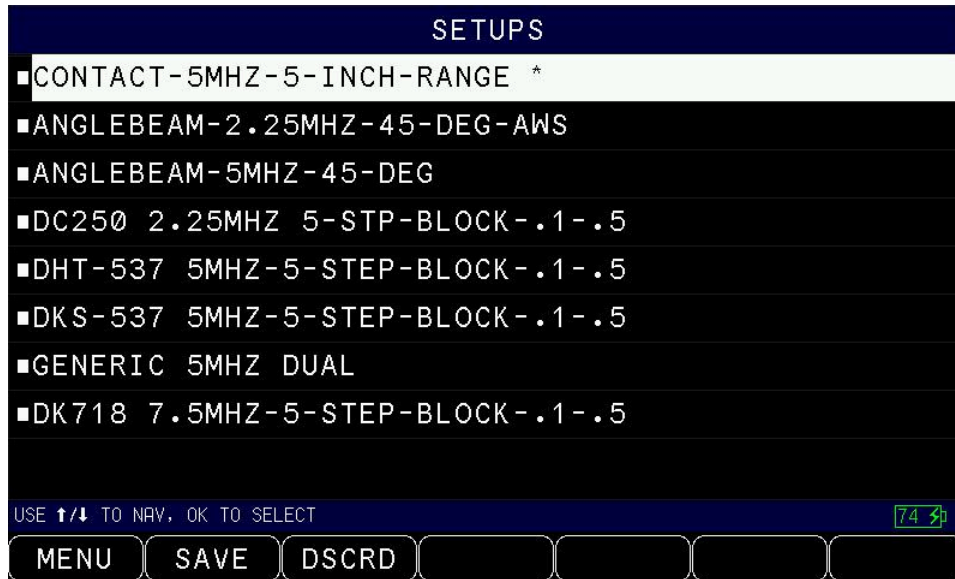 SETUPS
CONTACT-5MHZ-5-INCH-RANGE *
ANGLEBEAM-2.25MHZ-45-DEG-AWS
ANGLEBEAM-5MHZ-45-DEG
DC250 2.25MHZ 5-STP-BLOCK-.1-.5
DHT-537 5MHZ-5-STEP-BLOCK-.1-.5
DKS-537 5MHZ-5-STEP-BLOCK-.1-.5
GENERIC 5MHZ DUAL
DK718 7.5MHZ-5-STEP-BLOCK-.1-.5
USE ⬆/⬇ TO NAV, OK TO SELECT 74
MENU SAVE DSCRD